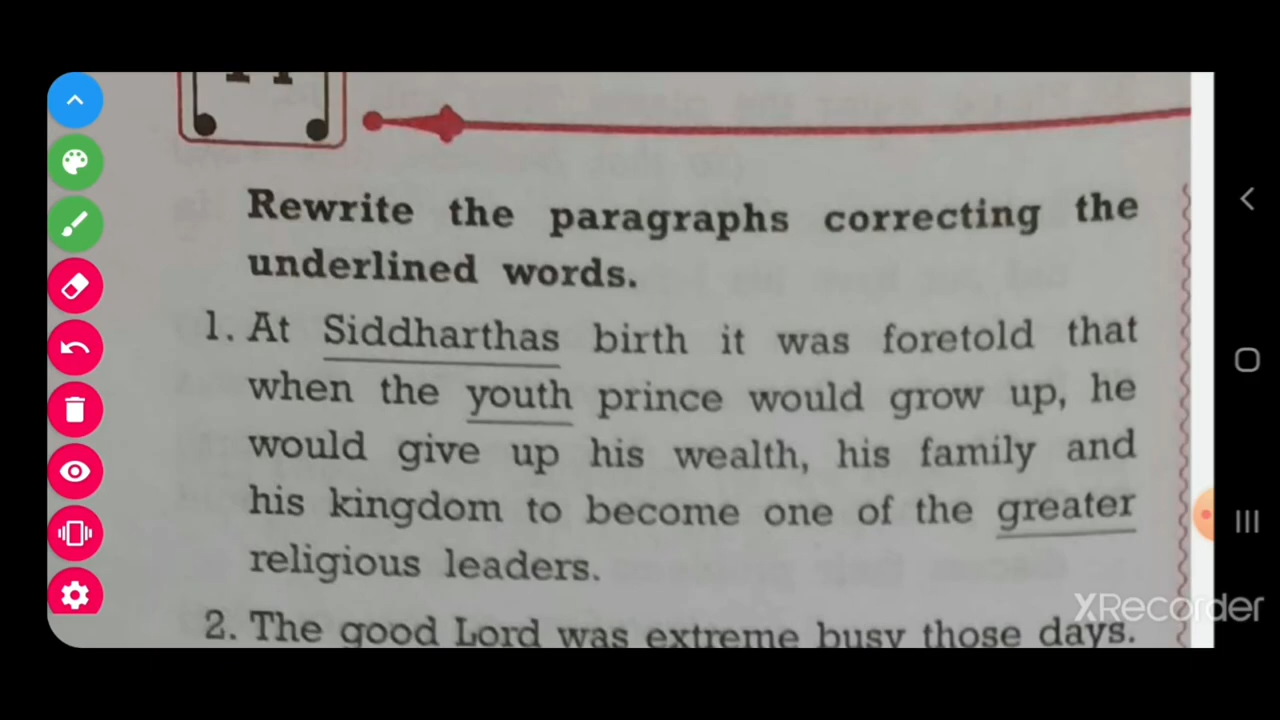 Rewrite the paragraphs correcting the
underlined words.
1. At Siddharthas birth it was foretold that
when the youth prince would grow up, he
would give up his wealth, his family and
his kingdom to become one of the greater
religious leaders.
2. The good Lord was extreme busy those days.
XRecorder